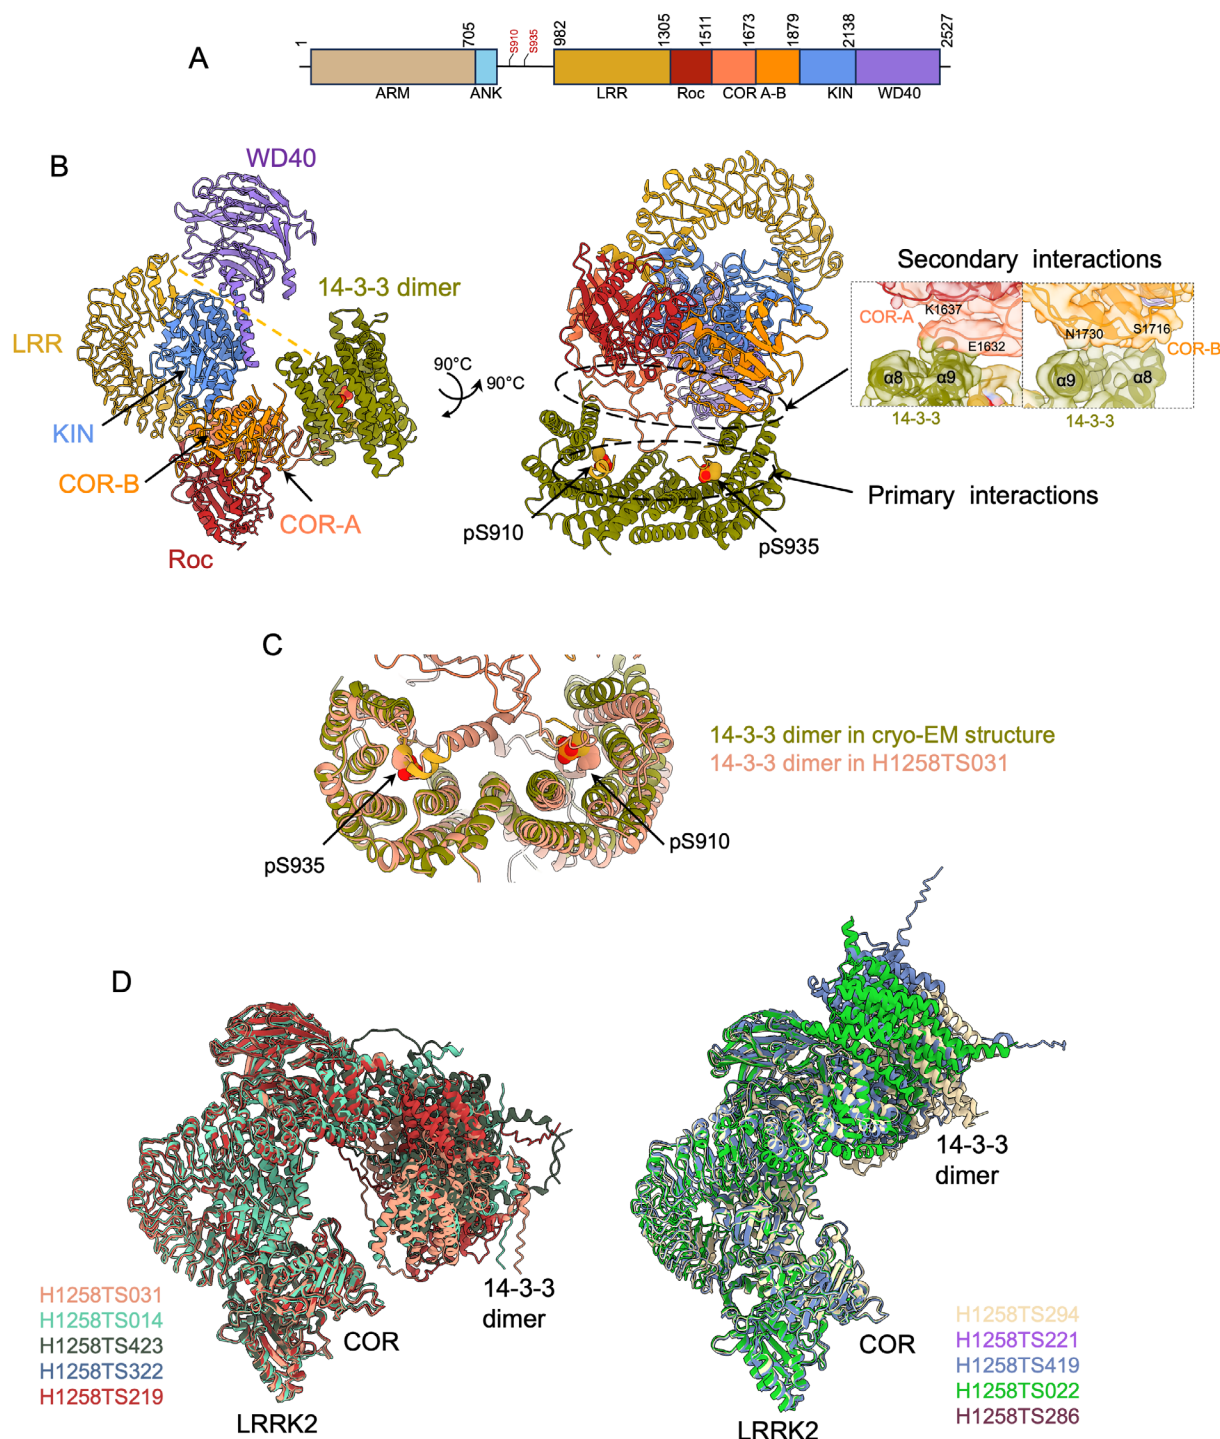 A
1
705
S910
S935
982
1305
1511
1673
1879
2138
2527
ARM
ANK
LRR
Roc
COR A-B
KIN
WD40
B
WD40
14-3-3 dimer
LRR
KIN
COR-B
COR-A
Roc
90°C
90°C
pS910
pS935
Secondary interactions
K1637
COR-A
E1632
α8
α9
14-3-3
S1716
N1730
COR-B
α9
α8
14-3-3
Primary interactions
C
14-3-3 dimer in cryo-EM structure
14-3-3 dimer in H1258TS031
pS935
pS910
D
14-3-3
dimer
COR
LRRK2
H1258TS031
H1258TS014
H1258TS423
H1258TS322
H1258TS219
14-3-3
dimer
COR
LRRK2
H1258TS294
H1258TS221
H1258TS419
H1258TS022
H1258TS286